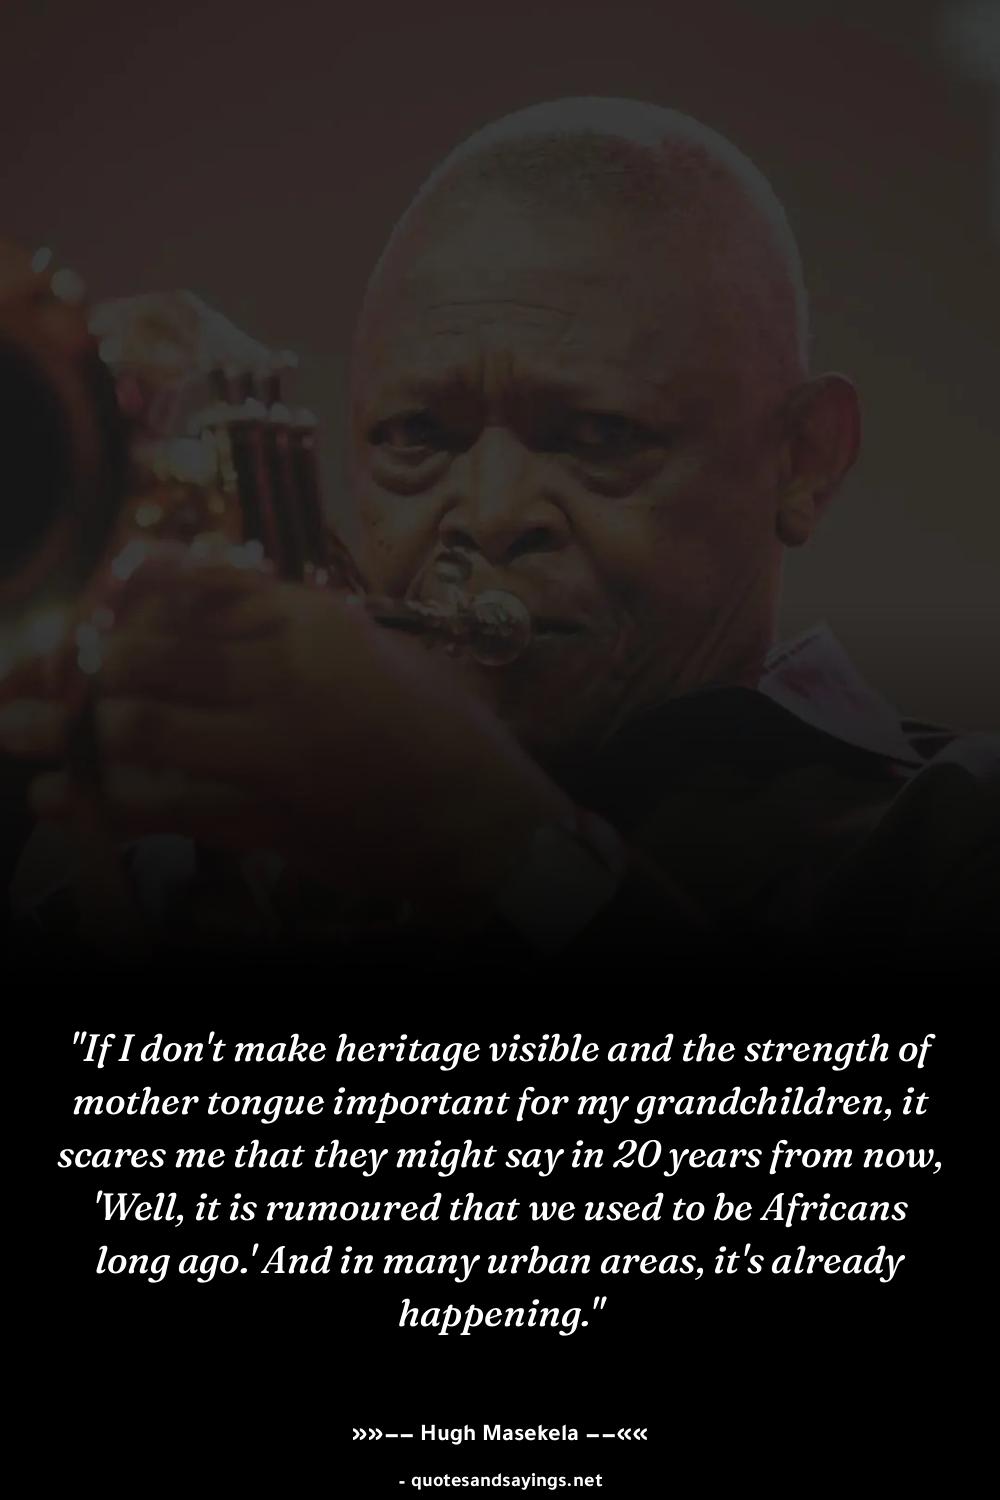 "If I don't make heritage visible and the strength of
mother tongue important for my grandchildren, it
scares me that they might say in 20 years from now,
'Well, it is rumoured that we used to be Africans
long ago.' And in many urban areas, it's already
happening."
»»–– Hugh Masekela ––««
- quotesandsayings.net